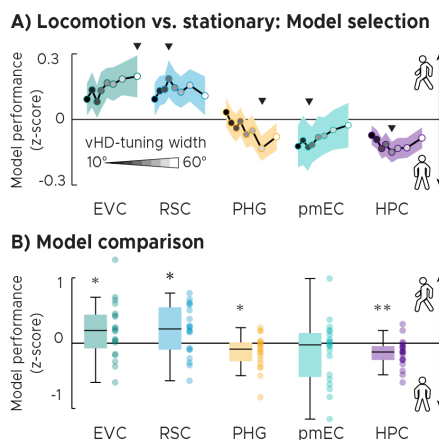 A) Locomotion vs. stationary: Model selection
Model performance
(z-score)
0.3
0
-0.3
vHD-tuning width
10° 60°
EVC RSC PHG pmEC HPC
B) Model comparison
Model performance
(z-score)
1
0
-1
* * * **
EVC RSC PHG pmEC HPC